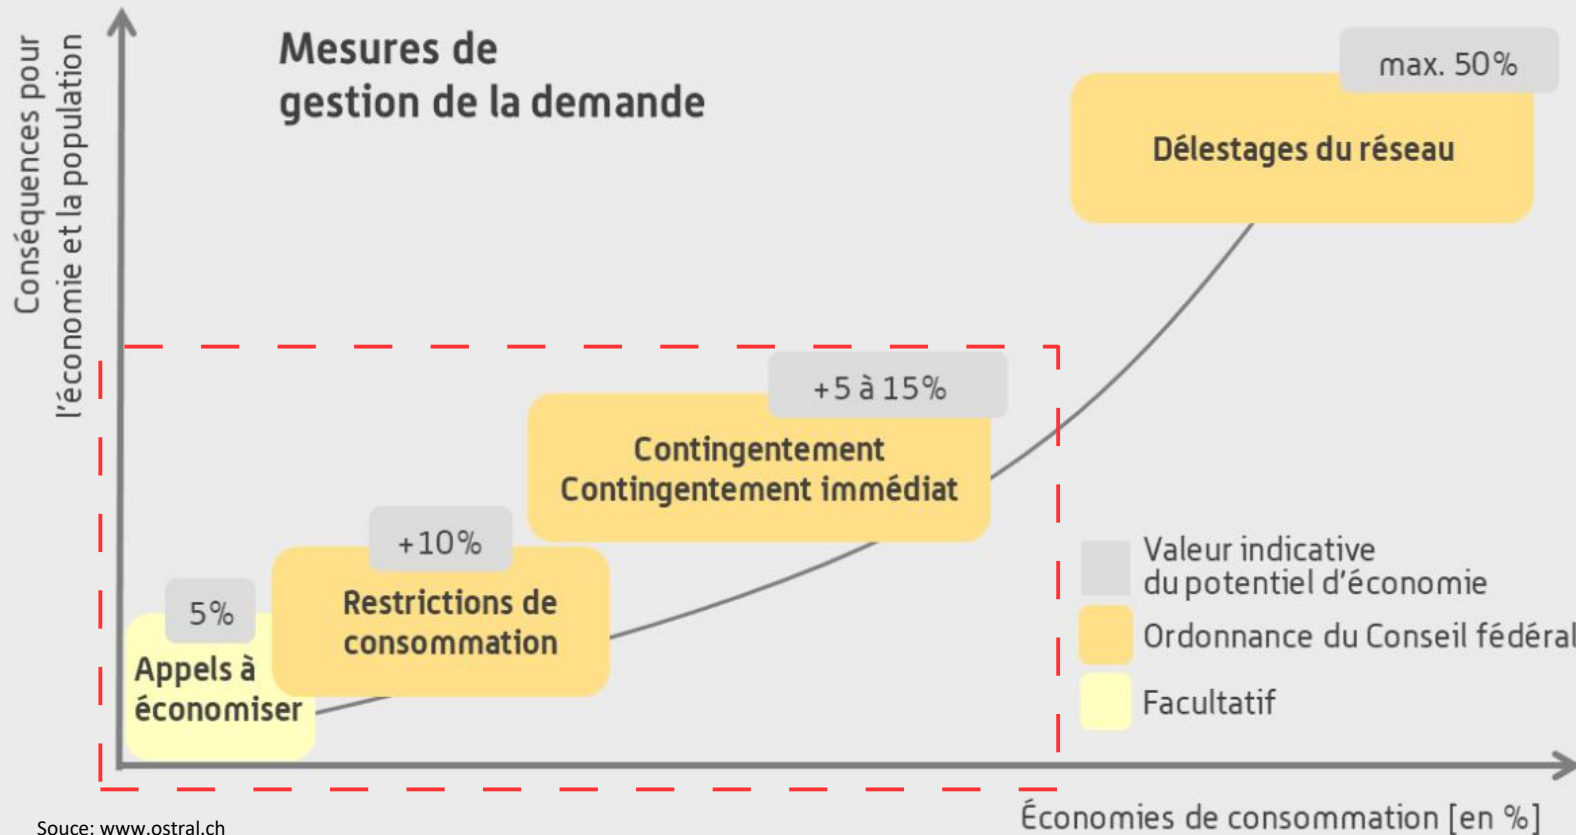 Mesures de
gestion de la demande
Conséquences pour
l'économie et la population
max. 50%
Délestages du réseau
+5 à 15%
Contingentement
Contingentement immédiat
+10%
Restrictions de
consommation
5%
Appels à
économiser
Valeur indicative
du potentiel d'économie
Ordonnance du Conseil fédéral
Facultatif
Économies de consommation [en %]
Souce: www.ostral.ch